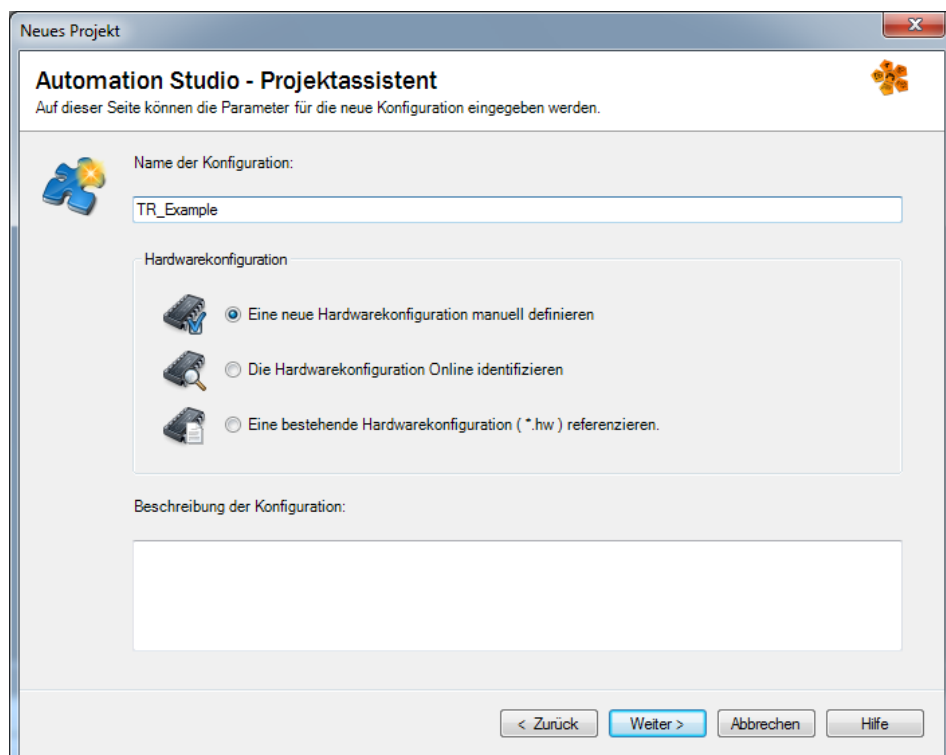 Neues Projekt
Automation Studio - Projektassistent
Auf dieser Seite können die Parameter für die neue Konfiguration eingegeben werden.
Name der Konfiguration:
TR_Example
Hardwarekonfiguration
Eine neue Hardwarekonfiguration manuell definieren
Die Hardwarekonfiguration Online identifizieren
Eine bestehende Hardwarekonfiguration ( *.hw ) referenzieren.
Beschreibung der Konfiguration:
< Zurück Weiter > Abbrechen Hilfe